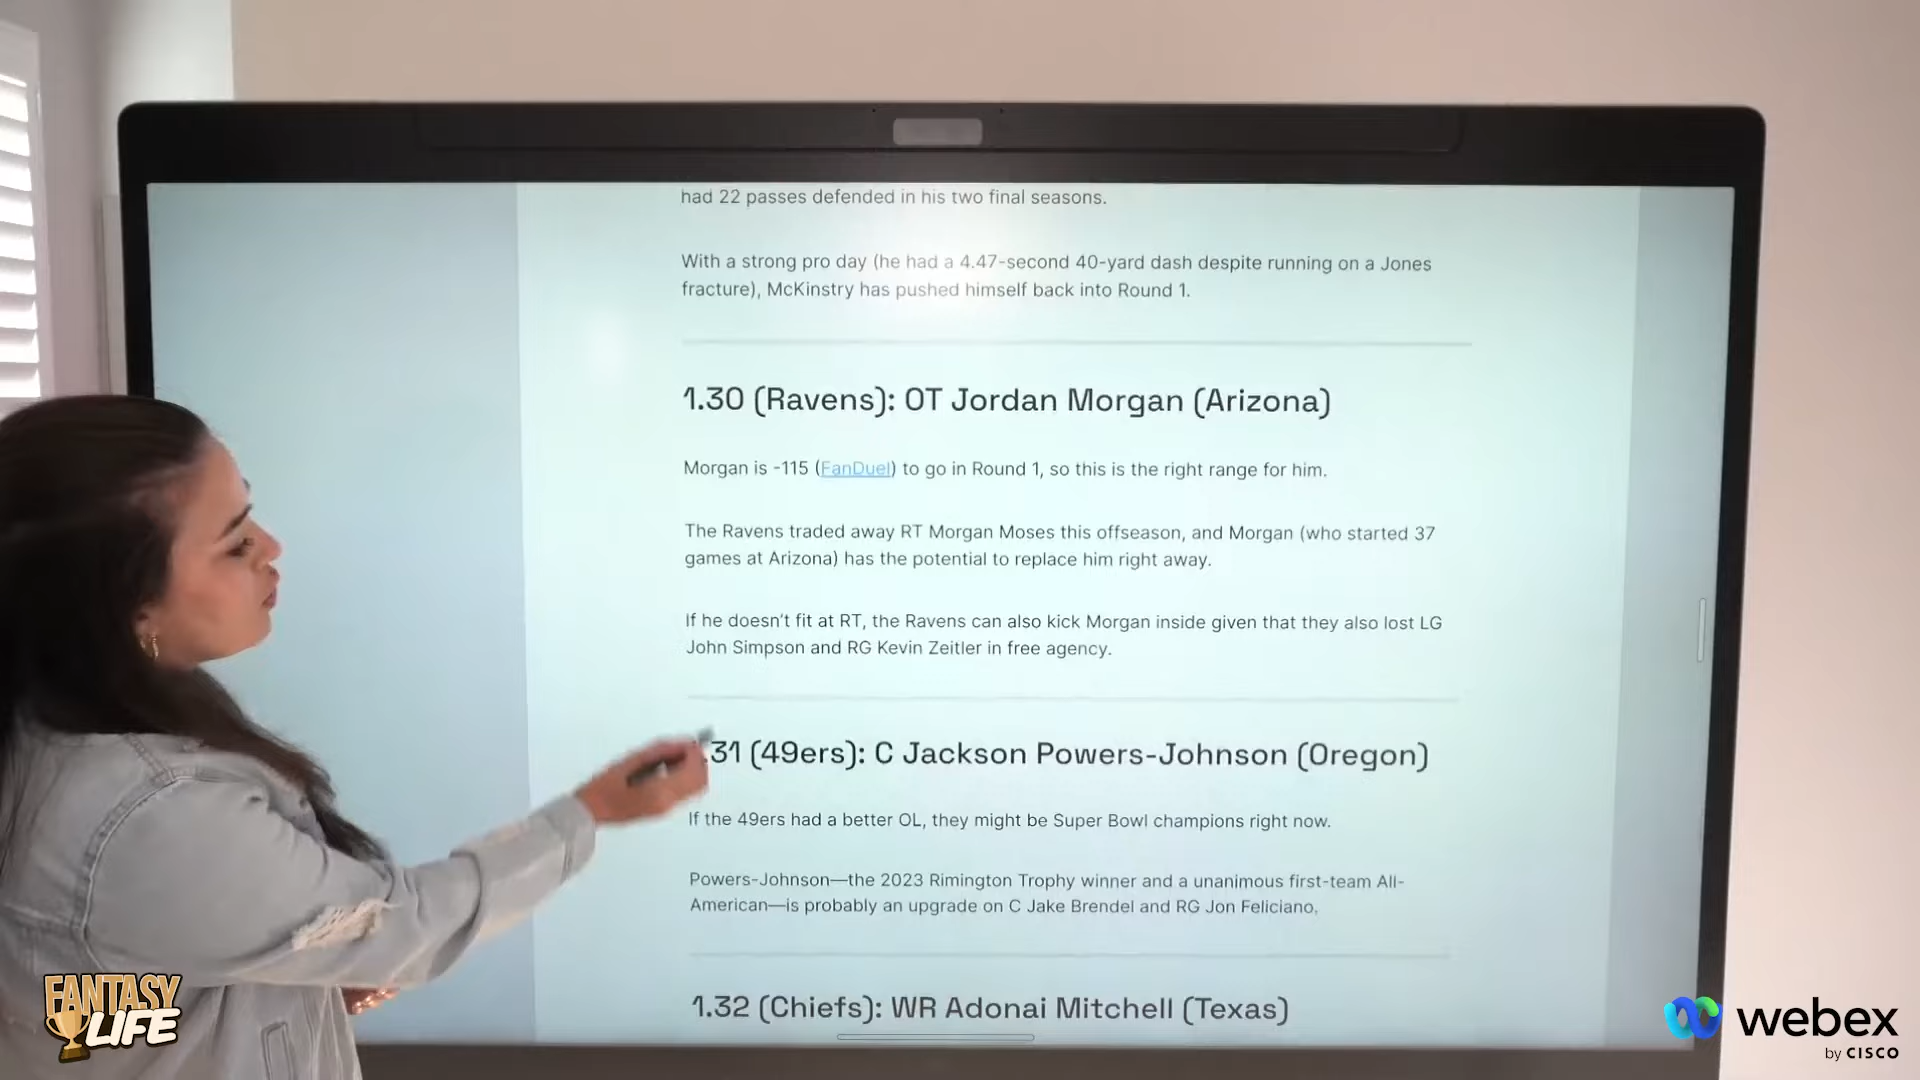 had 22 passes defended in his two final seasons.
With a strong pro day (he had a 4.47-second 40-yard dash despite running on a Jones
fracture), McKinstry has pushed himself back into Round 1.
1.30 (Ravens): OT Jordan Morgan (Arizona)
Morgan is -115 (FanDuel) to go in Round 1, so this is the right range for him.
The Ravens traded away RT Morgan Moses this offseason, and Morgan (who started 37
games at Arizona) has the potential to replace him right away.
If he doesn't fit at RT, the Ravens can also kick Morgan inside given that they also lost LG
John Simpson and RG Kevin Zeitler in free agency.
.31 (49ers): C Jackson Powers-Johnson (Oregon)
If the 49ers had a better OL, they might be Super Bowl champions right now.
Powers-Johnson—the 2023 Rimington Trophy winner and a unanimous first-team All-
American—is probably an upgrade on C Jake Brendel and RG Jon Feliciano.
1.32 (Chiefs): WR Adonai Mitchell (Texas)
FANTASY
LIFE
webex
by CISCO